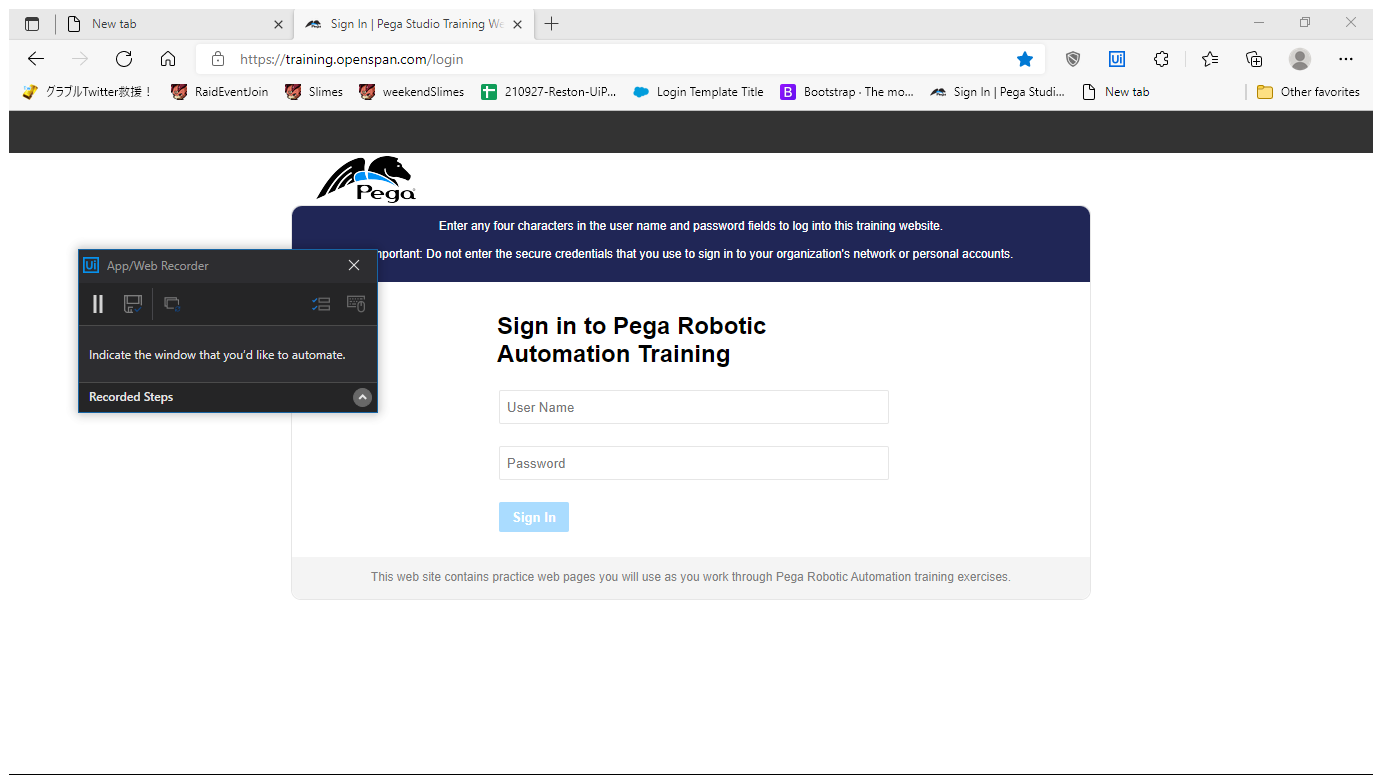 New tab
Sign In | Pega Studio Training We
https://training.openspan.com/login
グラブルTwitter救援！
RaidEventJoin
Slimes
weekendSlimes
210927-Reston-UiP...
Login Template Title
B
Bootstrap · The mo...
Sign In | Pega Studi...
New tab
Other favorites
Pega
Enter any four characters in the user name and password fields to log into this training website.
mportant: Do not enter the secure credentials that you use to sign in to your organization's network or personal accounts.
Ui App/Web Recorder
Indicate the window that you'd like to automate.
Recorded Steps
Sign in to Pega Robotic
Automation Training
User Name
Password
Sign In
This web site contains practice web pages you will use as you work through Pega Robotic Automation training exercises.